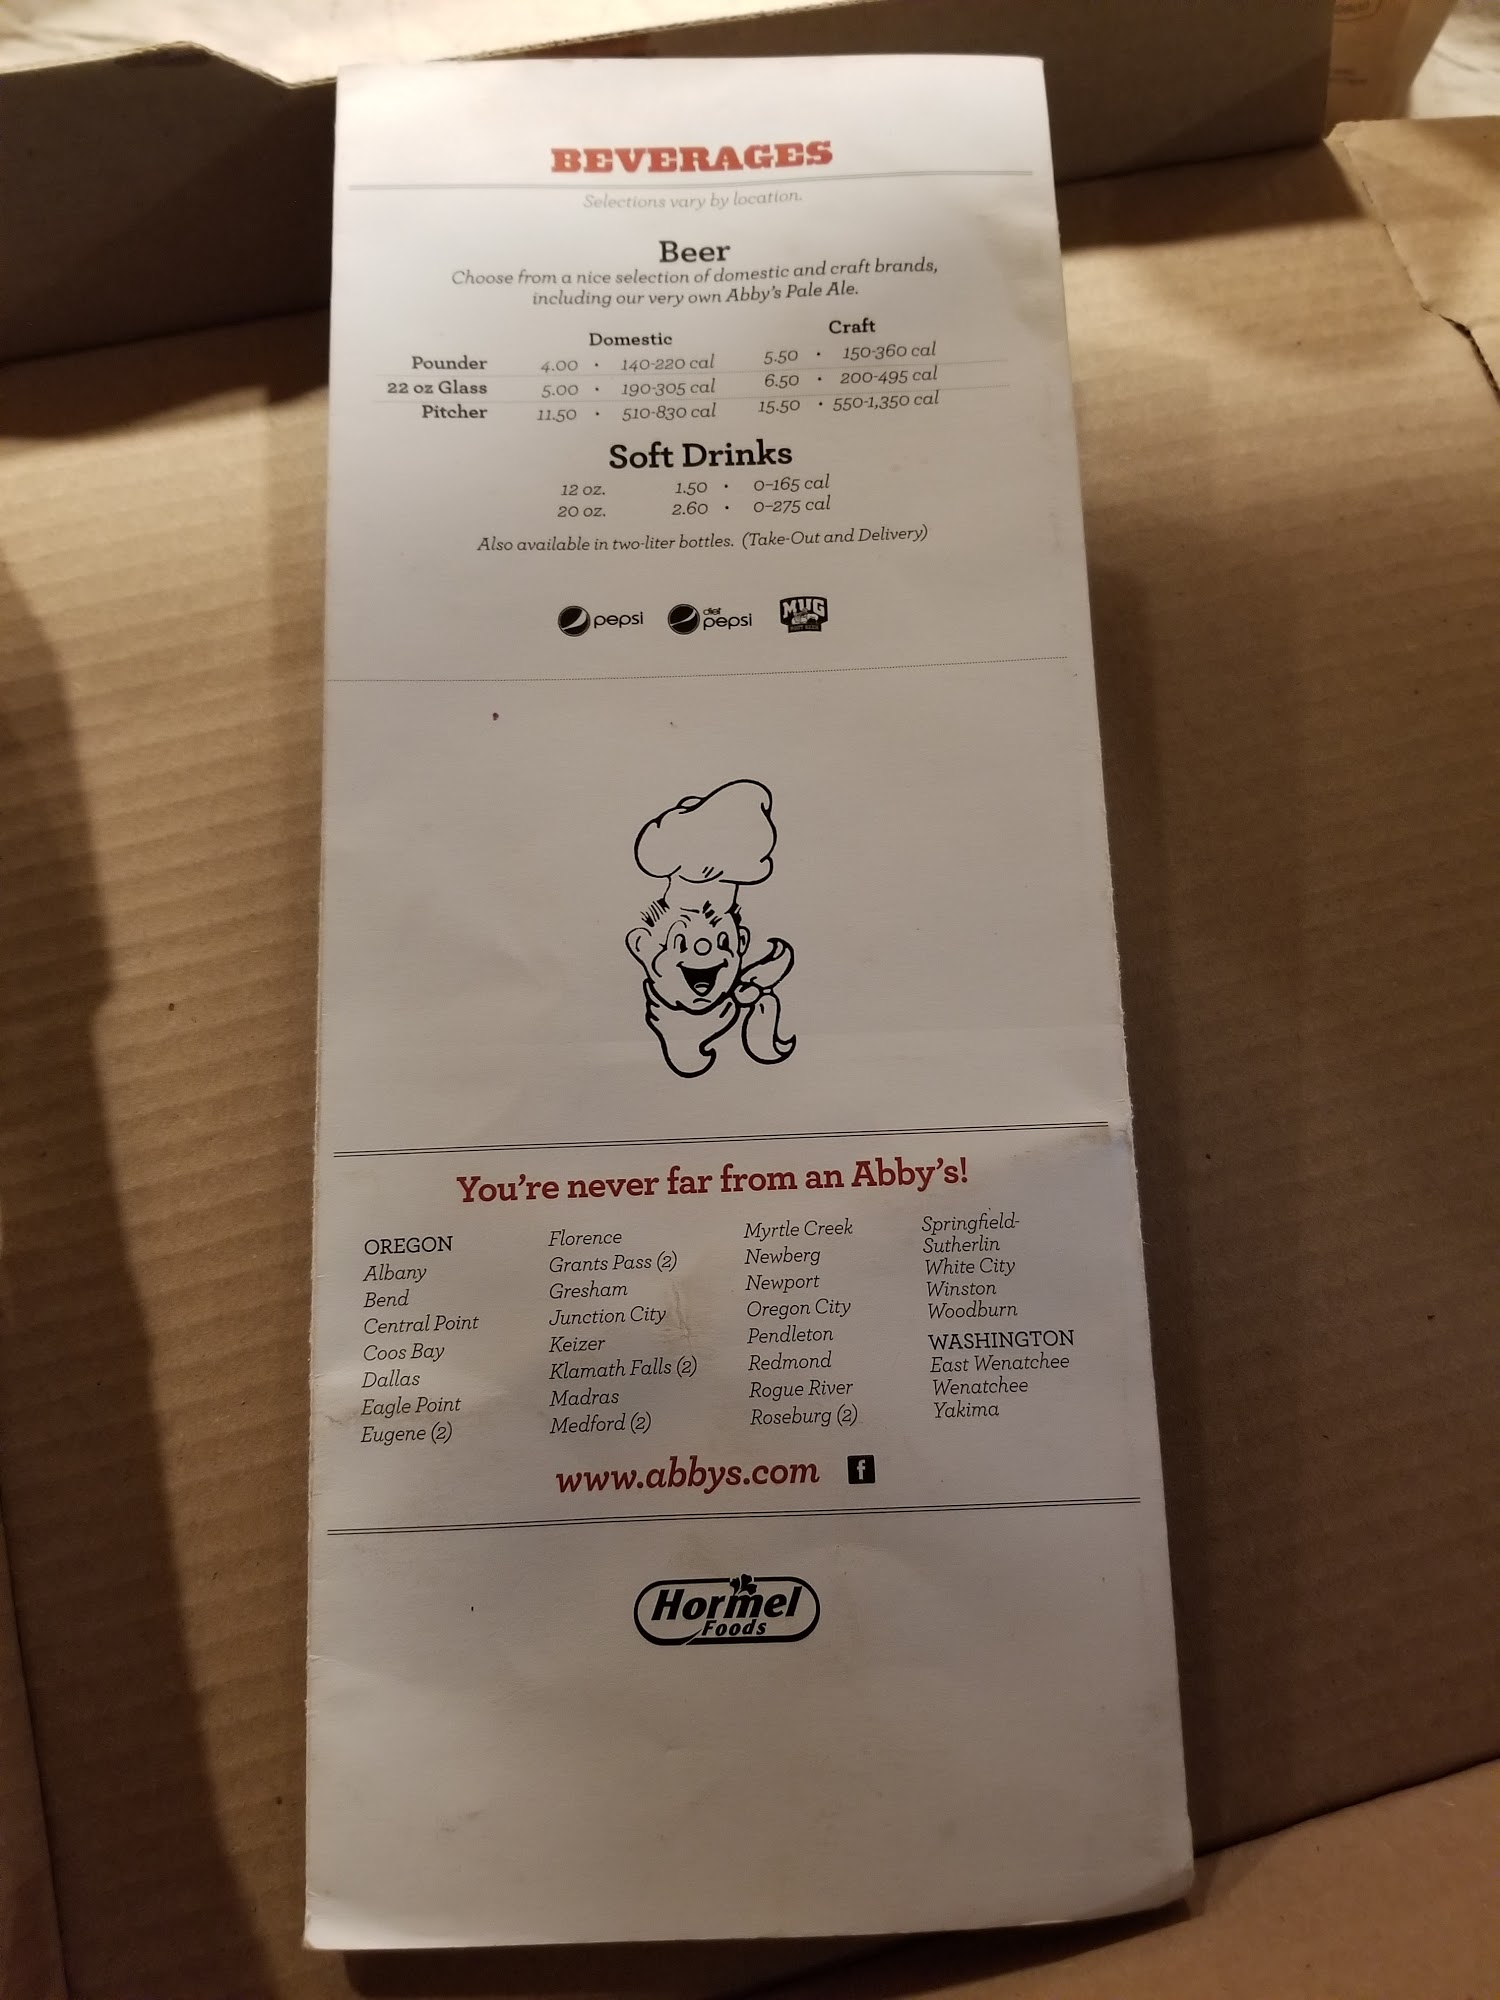 BEVERAGES
Selections vary by location.
Beer
Choose from a nice selection of domestic and craft brands,
including our very own Abby's Pale Ale.
Domestic Craft
Pounder 4.00 • 140-220 cal 5.50 • 150-360 cal
22 oz Glass 5.00 • 190-305 cal 6.50 • 200-495 cal
Pitcher 11.50 • 510-830 cal 15.50 • 550-1,350 cal
Soft Drinks
12 oz. 1.50 • 0-165 cal
20 oz. 2.60 • 0-275 cal
Also available in two-liter bottles. (Take-Out and Delivery)
pepsi diet pepsi MUG ROOT BEER
You're never far from an Abby's!
OREGON
Albany
Bend
Central Point
Coos Bay
Dallas
Eagle Point
Eugene (2)
Florence
Grants Pass (2)
Gresham
Junction City
Keizer
Klamath Falls (2)
Madras
Medford (2)
Myrtle Creek
Newberg
Newport
Oregon City
Pendleton
Redmond
Rogue River
Roseburg (2)
Springfield-
Sutherlin
White City
Winston
Woodburn
WASHINGTON
East Wenatchee
Wenatchee
Yakima
www.abbys.com f
Hormel
Foods